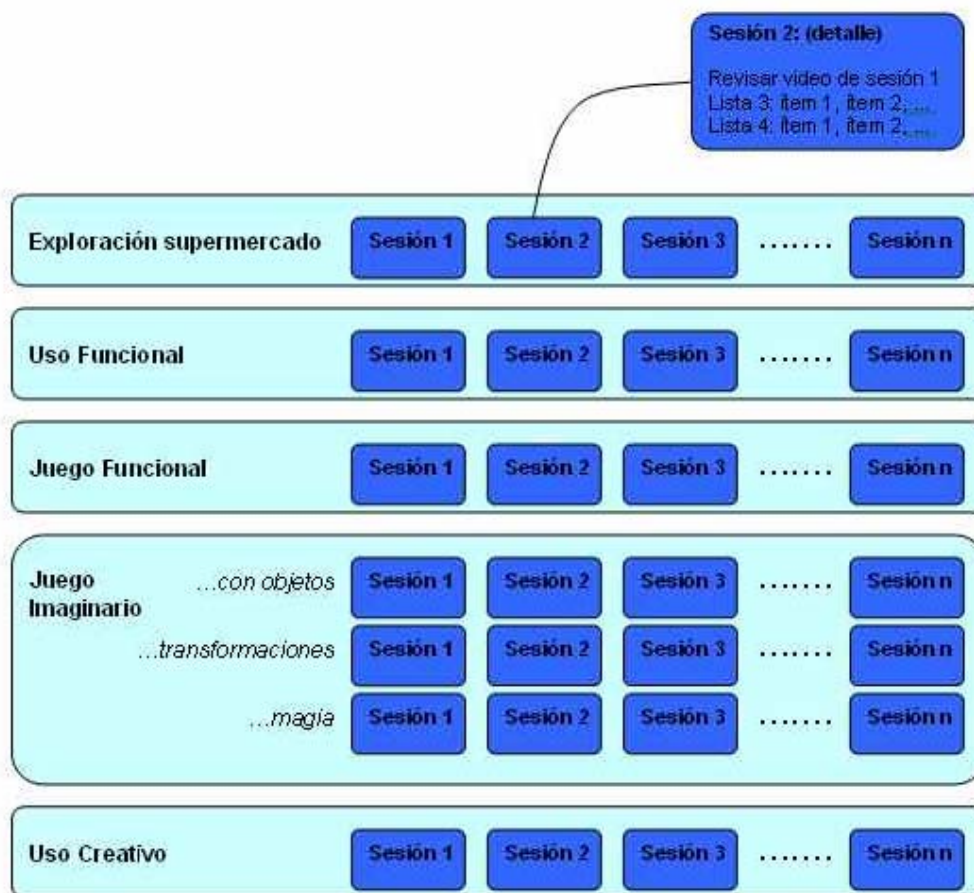 Sesión 2: (detalle)
Revisar video de sesión 1
Lista 3: ítem 1, ítem 2, ...
Lista 4: ítem 1, ítem 2, ...
Exploración supermercado Sesión 1 Sesión 2 Sesión 3 ....... Sesión n
Uso Funcional Sesión 1 Sesión 2 Sesión 3 ....... Sesión n
Juego Funcional Sesión 1 Sesión 2 Sesión 3 ....... Sesión n
Juego
Imaginario
...con objetos Sesión 1 Sesión 2 Sesión 3 ....... Sesión n
...transformaciones Sesión 1 Sesión 2 Sesión 3 ....... Sesión n
...magia Sesión 1 Sesión 2 Sesión 3 ....... Sesión n
Uso Creativo Sesión 1 Sesión 2 Sesión 3 ....... Sesión n